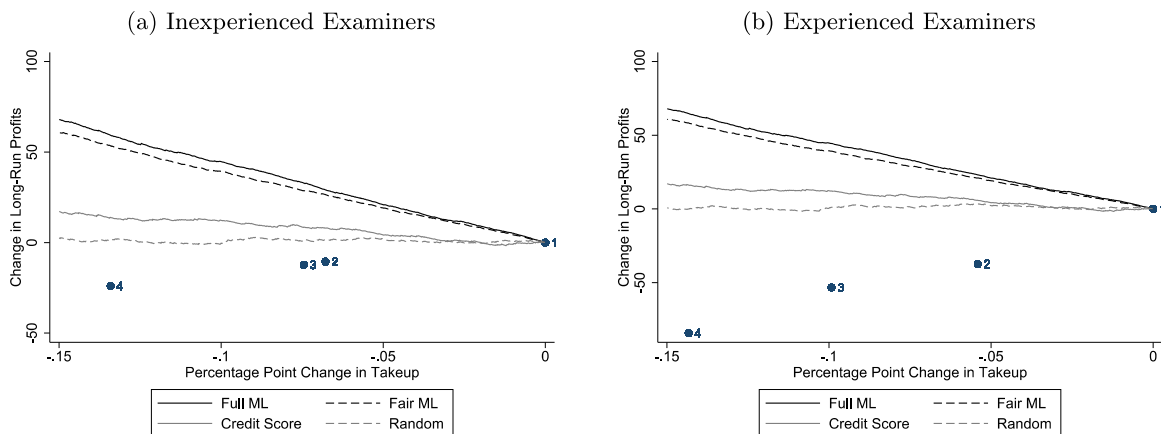 (a) Inexperienced Examiners
Change in Long-Run Profits
100
50
0
-50
1
2
3
4
-.15
-.1
-.05
0
Percentage Point Change in Takeup
Full ML
Fair ML
Credit Score
Random
(b) Experienced Examiners
Change in Long-Run Profits
100
50
0
-50
2
3
4
-.15
-.1
-.05
0
Percentage Point Change in Takeup
Full ML
Fair ML
Credit Score
Random